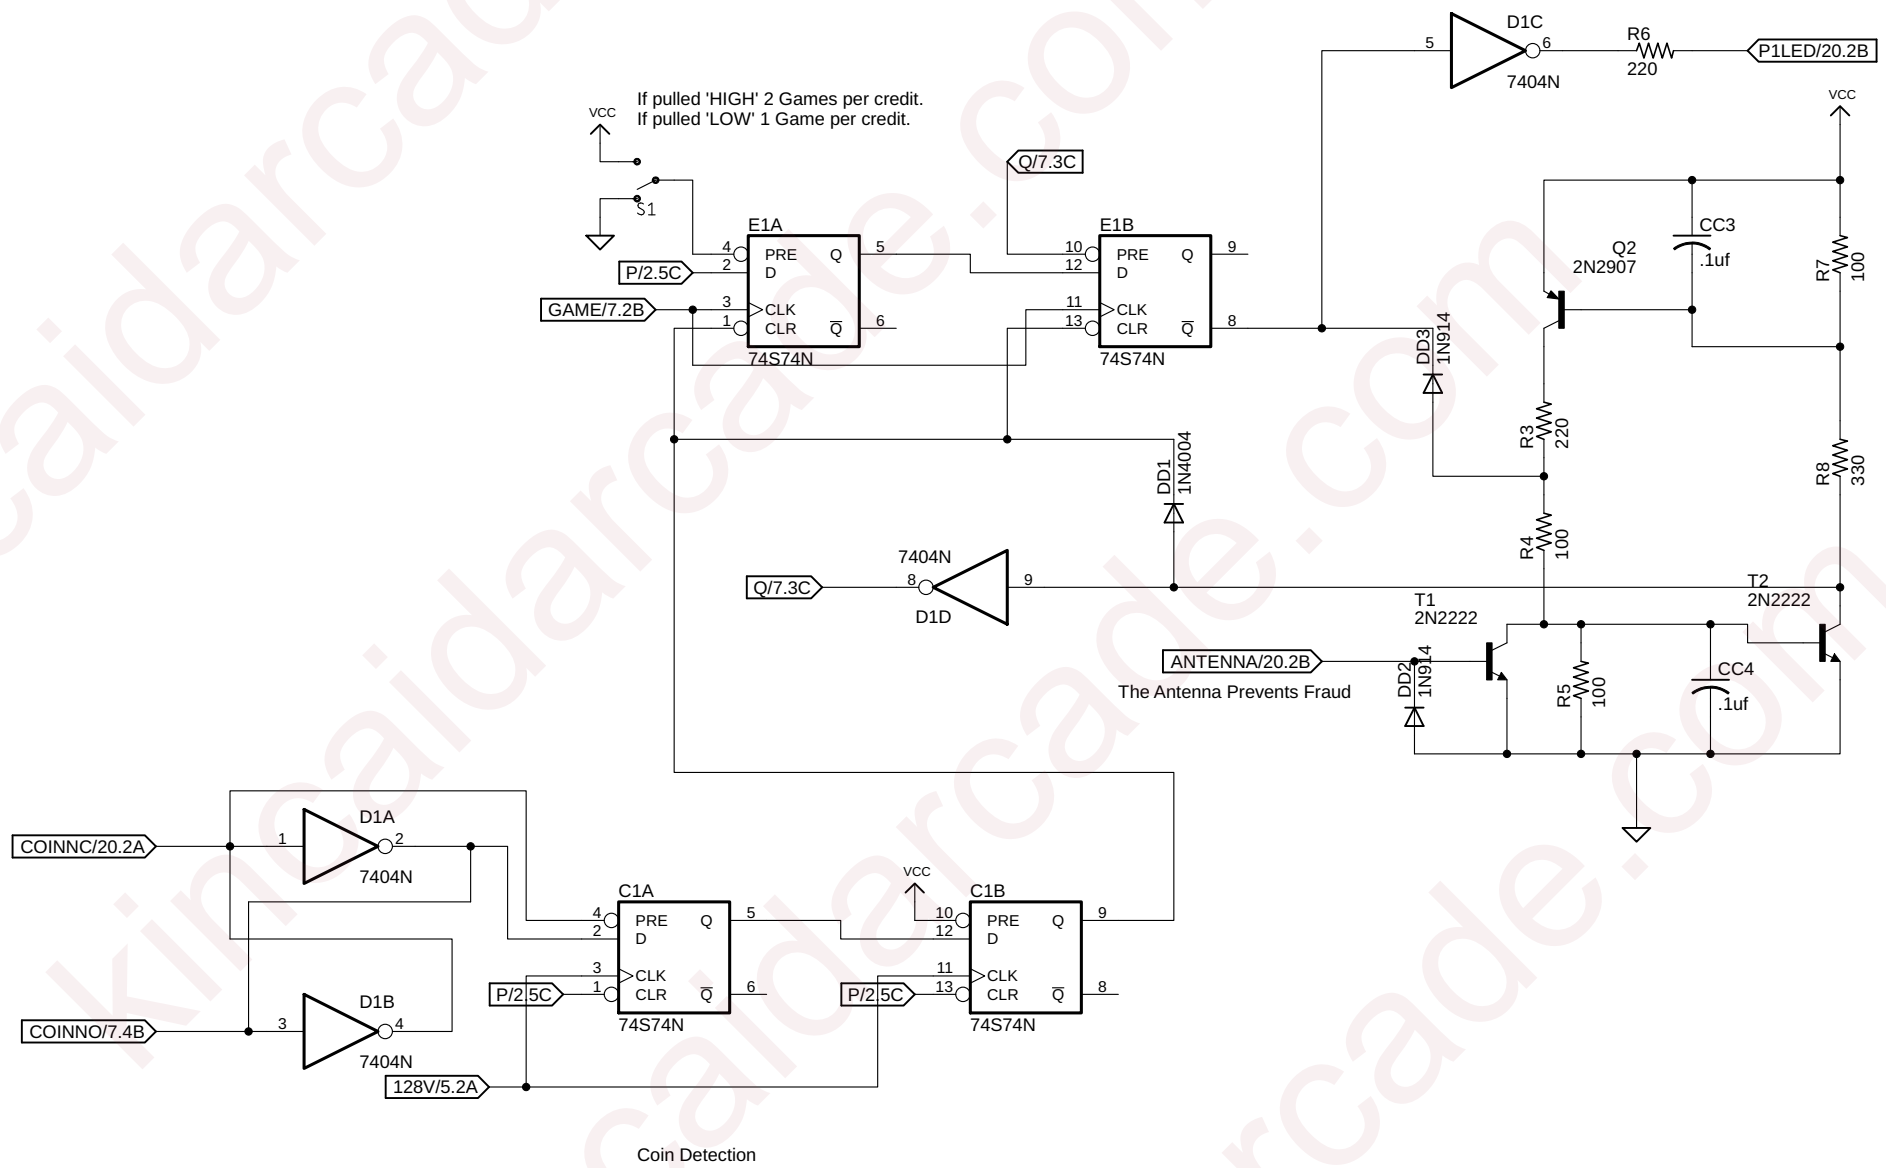 D1C
5
6
7404N
R6
220
P1LED/20.2B
VCC
If pulled 'HIGH' 2 Games per credit.
If pulled 'LOW' 1 Game per credit.
VCC
S1
Q/7.3C
E1A
4
PRE
Q
5
P/2.5C
2
D
GAME/7.2B
3
CLK
1
CLR
Q
6
74S74N
E1B
10
PRE
Q
9
12
D
11
CLK
13
CLR
Q
8
74S74N
Q2
2N2907
CC3
.1uf
R7
100
DD3
1N914
R3
220
R8
330
DD1
1N4004
R4
100
7404N
Q/7.3C
8
9
D1D
T1
2N2222
T2
2N2222
ANTENNA/20.2B
The Antenna Prevents Fraud
DD2
1N914
R5
100
CC4
.1uf
COINNC/20.2A
1
D1A
2
7404N
COINNO/7.4B
3
D1B
4
7404N
C1A
4
PRE
Q
5
2
D
3
CLK
P/2.5C
1
CLR
Q
6
74S74N
VCC
C1B
10
PRE
Q
9
12
D
11
CLK
P/2.5C
13
CLR
Q
8
74S74N
128V/5.2A
Coin Detection
kincaidarcade.com